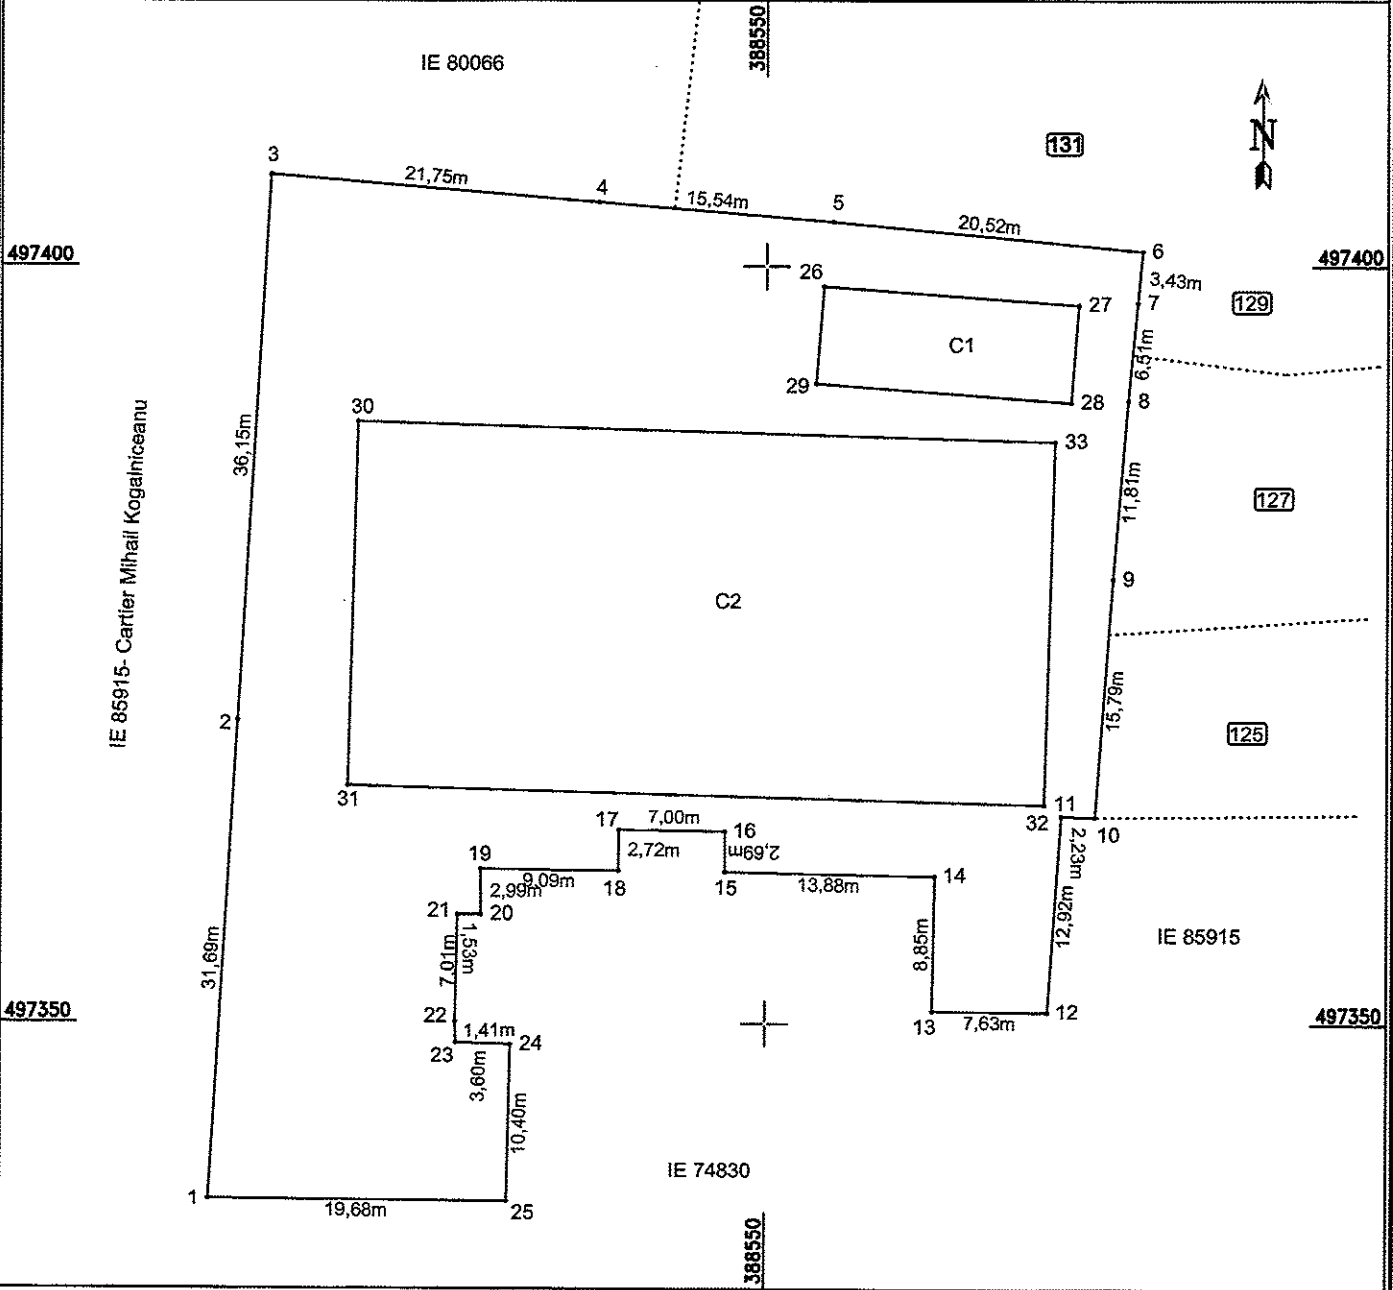 388550
IE 80066
N
131
3
21,75m
4
15,54m
5
20,52m
6
497400
497400
26
3,43m
27
7
129
C1
6,51m
29
28
8
30
33
36,15m
11,81m
127
IE 85915- Cartier Mihail Kogalniceanu
9
C2
15,79m
2
125
31
11
32
10
17
7,00m
16
2,23m
2,72m
2,69m
19
9,09m
18
15
13,88m
14
2,99m
21
20
12,92m
1,53m
7,01m
8,85m
IE 85915
31,69m
497350
22
1,41m
24
13
7,63m
12
497350
23
3,60m
10,40m
IE 74830
1
19,68m
25
388550